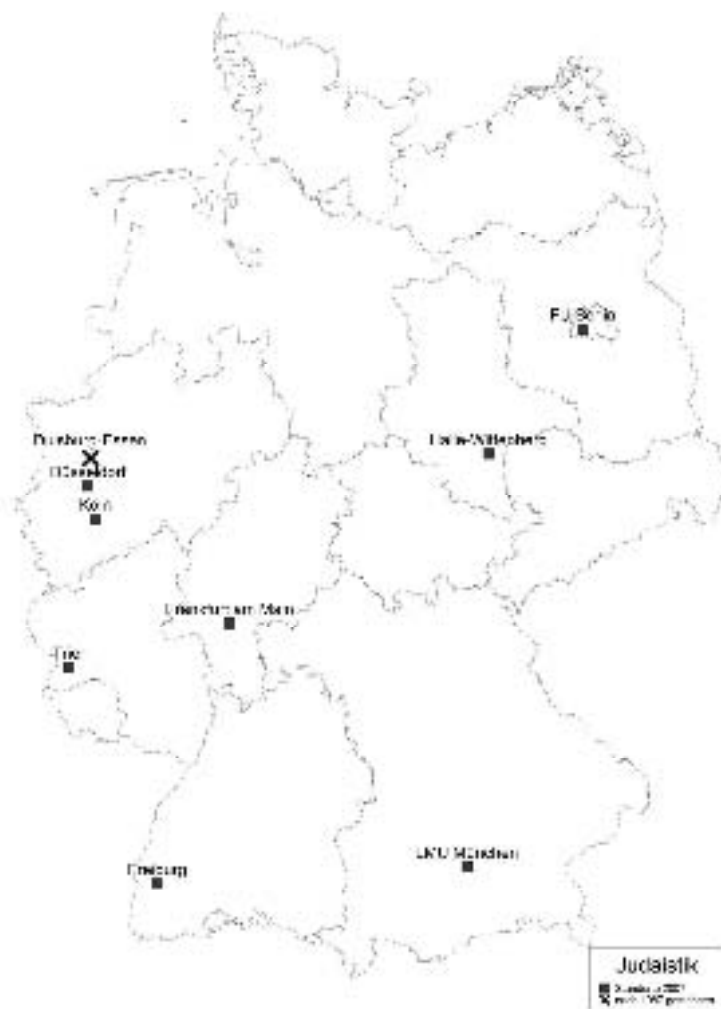 FU Berlin
Duisburg-Essen
Halle-Wittenberg
Düsseldorf
Köln
Frankfurt am Main
Trier
LMU München
Freiburg
Judaistik